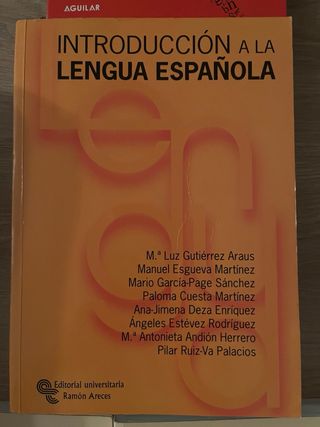 AGUILAR
INTRODUCCIÓN A LA
LENGUA ESPAÑOLA
Lengua
M.ª Luz Gutiérrez Araus
Manuel Esgueva Martínez
Mario García-Page Sánchez
Paloma Cuesta Martínez
Ana-Jimena Deza Enríquez
Ángeles Estévez Rodríguez
M.ª Antonieta Andión Herrero
Pilar Ruiz-Va Palacios
Editorial universitaria
Ramón Areces